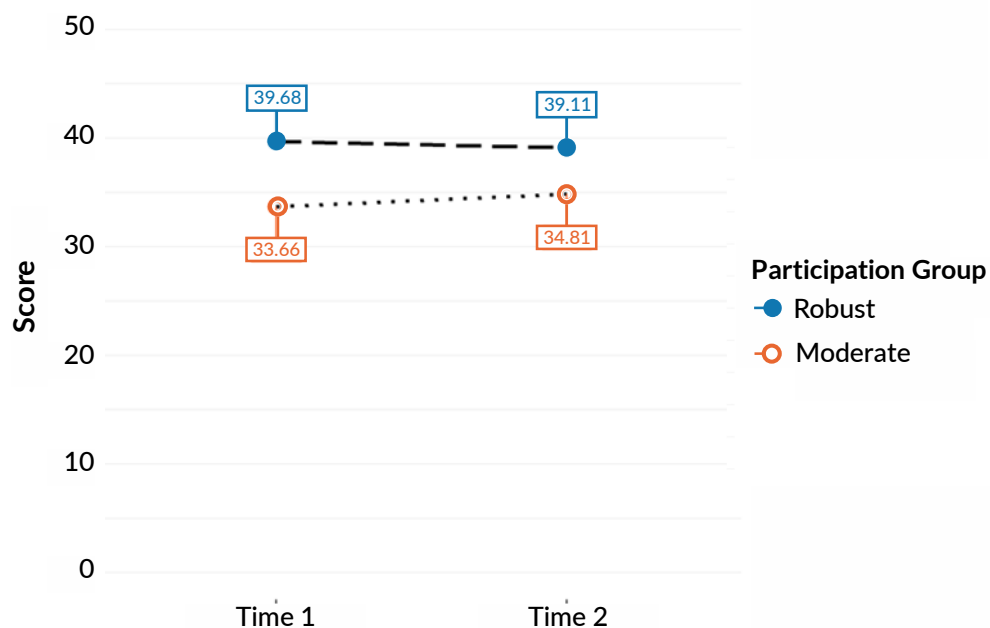 50
40
30
20
10
0
Score
39.68
39.11
33.66
34.81
Time 1
Time 2
Participation Group
Robust
Moderate